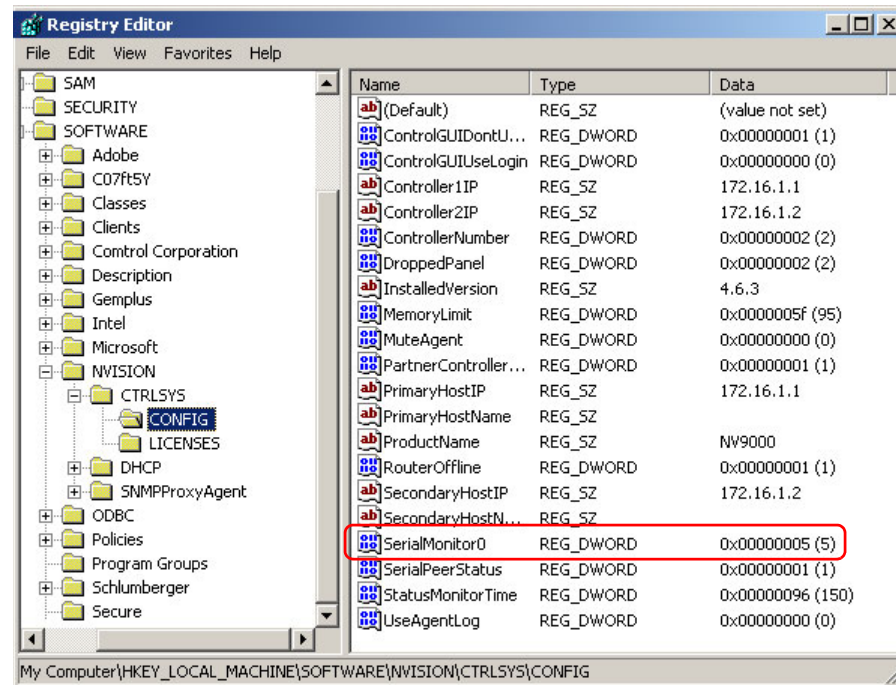 Registry Editor
File Edit View Favorites Help
SAM
SECURITY
SOFTWARE
Adobe
C07ft5Y
Classes
Clients
Comtrol Corporation
Description
Gemplus
Intel
Microsoft
NVISION
CTRLSYS
CONFIG
LICENSES
DHCP
SNMPProxyAgent
ODBC
Policies
Program Groups
Schlumberger
Secure
Name Type Data
(Default) REG_SZ (value not set)
ControlGUIDontU... REG_DWORD 0x00000001 (1)
ControlGUIUseLogin REG_DWORD 0x00000000 (0)
Controller1IP REG_SZ 172.16.1.1
Controller2IP REG_SZ 172.16.1.2
ControllerNumber REG_DWORD 0x00000002 (2)
DroppedPanel REG_DWORD 0x00000002 (2)
InstalledVersion REG_SZ 4.6.3
MemoryLimit REG_DWORD 0x0000005f (95)
MuteAgent REG_DWORD 0x00000000 (0)
PartnerController... REG_DWORD 0x00000001 (1)
PrimaryHostIP REG_SZ 172.16.1.1
PrimaryHostName REG_SZ
ProductName REG_SZ NV9000
RouterOffline REG_DWORD 0x00000001 (1)
SecondaryHostIP REG_SZ 172.16.1.2
SecondaryHostN... REG_SZ
SerialMonitor0 REG_DWORD 0x00000005 (5)
SerialPeerStatus REG_DWORD 0x00000001 (1)
StatusMonitorTime REG_DWORD 0x00000096 (150)
UseAgentLog REG_DWORD 0x00000000 (0)
My Computer\HKEY_LOCAL_MACHINE\SOFTWARE\NVISION\CTRLSYS\CONFIG